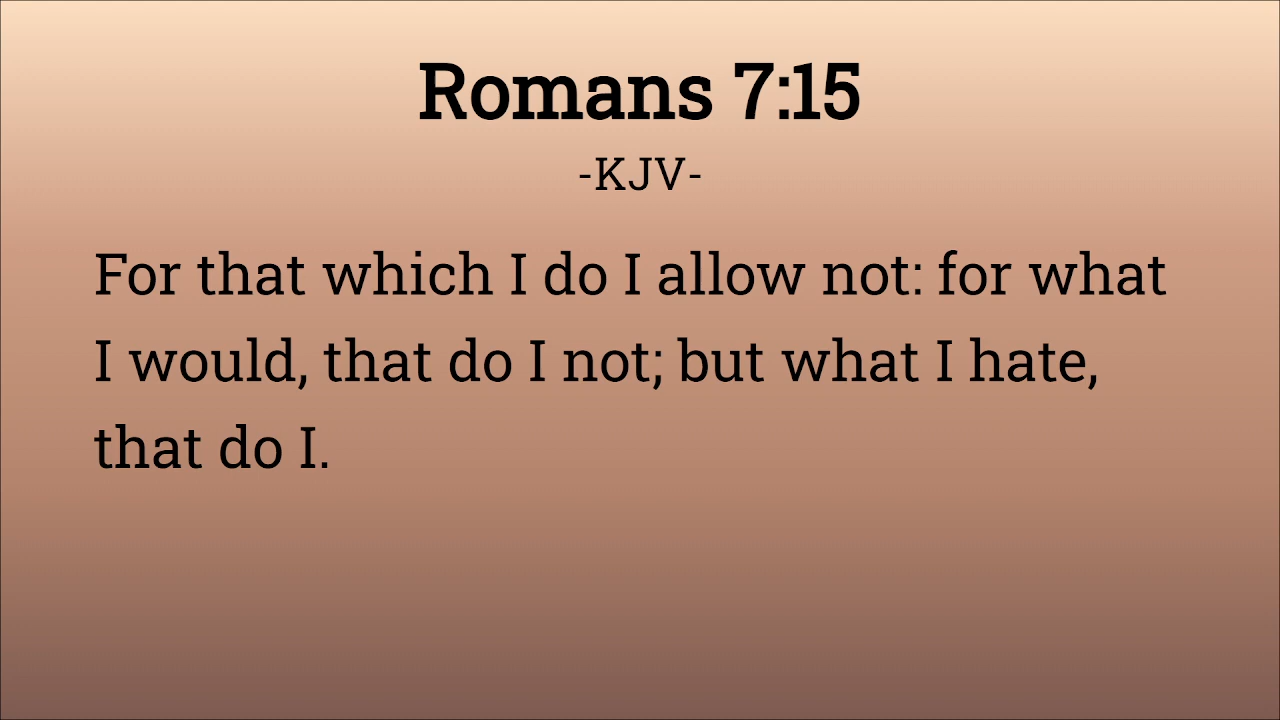 Romans 7:15
-KJV-
For that which I do I allow not: for what
I would, that do I not; but what I hate,
that do I.